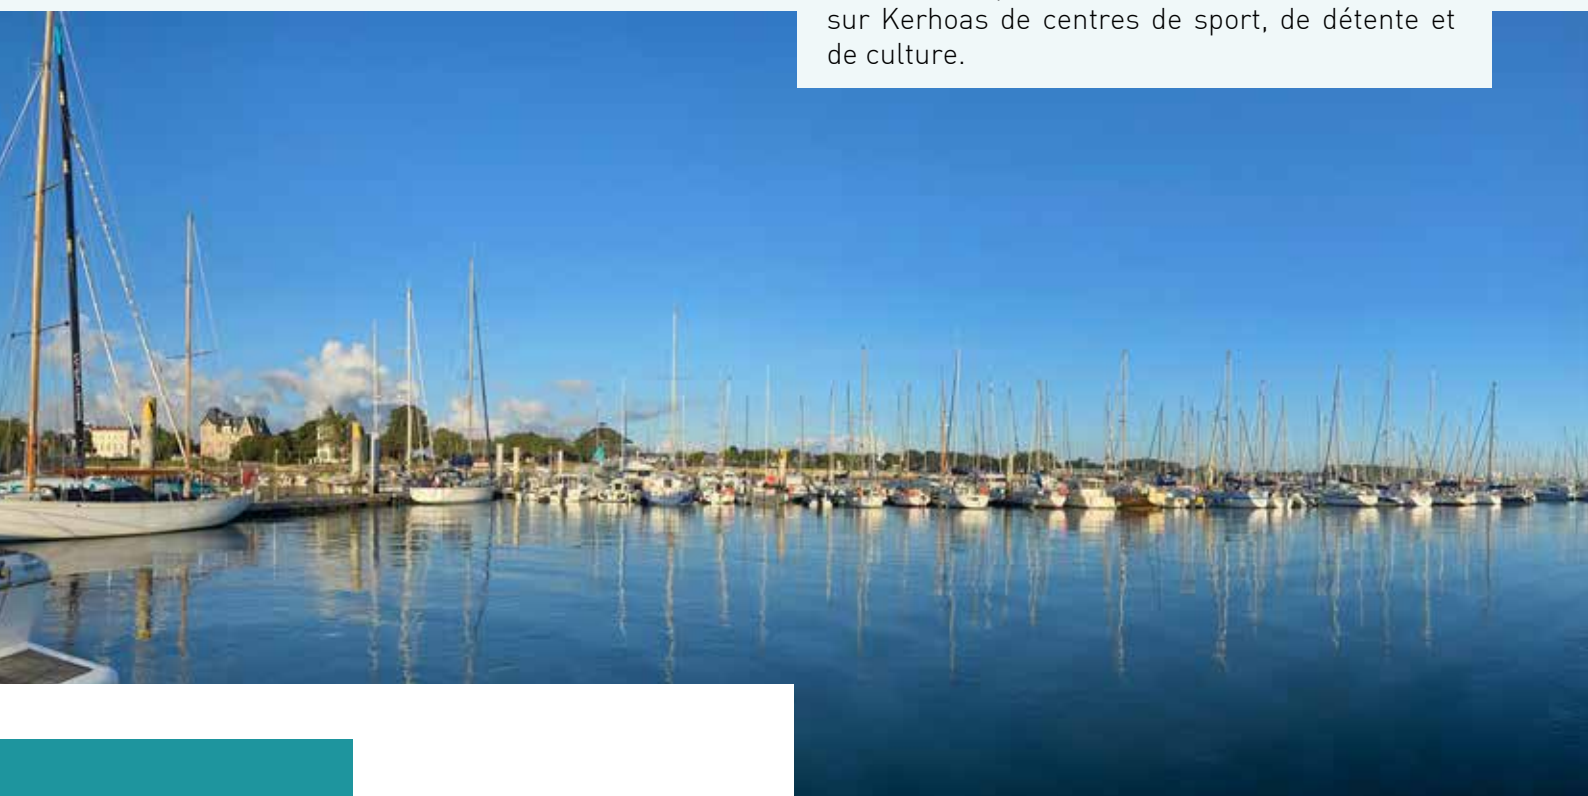 sur Kerhoas de centres de sport, de détente et
de culture.